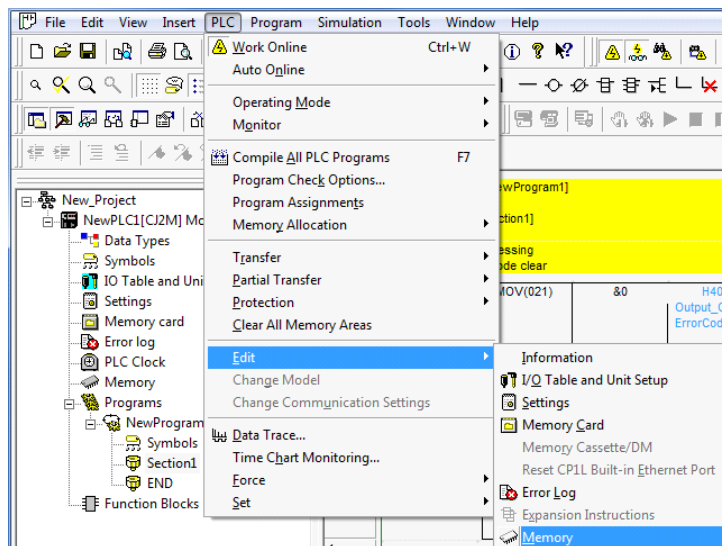 File Edit View Insert PLC Program Simulation Tools Window Help
Work Online Ctrl+W
Auto Online
Operating Mode
Monitor
Compile All PLC Programs F7
Program Check Options...
Program Assignments
Memory Allocation
Transfer
Partial Transfer
Protection
Clear All Memory Areas
Edit
Change Model
Change Communication Settings
Data Trace...
Time Chart Monitoring...
Force
Set
Information
I/O Table and Unit Setup
Settings
Memory Card
Memory Cassette/DM
Reset CP1L Built-in Ethernet Port
Error Log
Expansion Instructions
Memory
New_Project
NewPLC1[CJ2M] Mo
Data Types
Symbols
IO Table and Uni
Settings
Memory card
Error log
PLC Clock
Memory
Programs
NewProgram
Symbols
Section1
END
Function Blocks
ewProgram1]
ction1]
essing
ode clear
MOV(021) &0 H40
Output_
ErrorCod